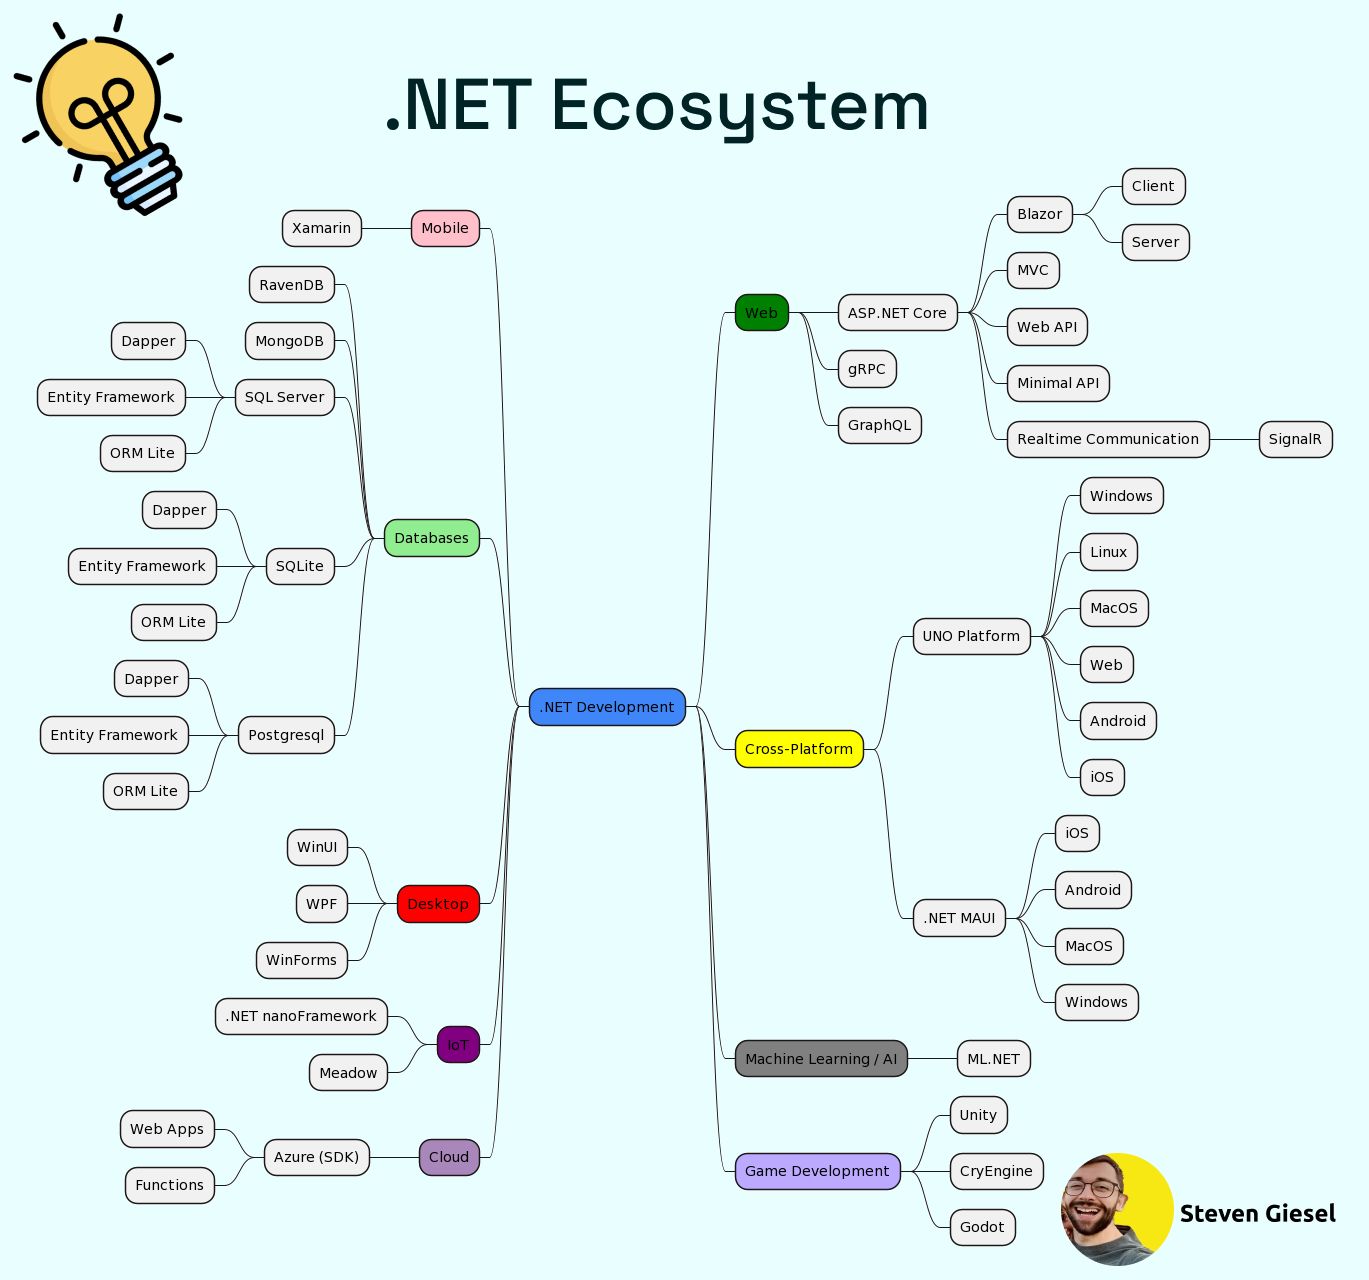 .NET Ecosystem
Xamarin
Mobile
RavenDB
MongoDB
Dapper
Entity Framework
ORM Lite
SQL Server
Dapper
Entity Framework
ORM Lite
SQLite
Dapper
Entity Framework
ORM Lite
Postgresql
Databases
WinUI
WPF
WinForms
Desktop
.NET nanoFramework
Meadow
IoT
Web Apps
Functions
Azure (SDK)
Cloud
.NET Development
Web
ASP.NET Core
gRPC
GraphQL
Blazor
Client
Server
MVC
Web API
Minimal API
Realtime Communication
SignalR
Cross-Platform
UNO Platform
Windows
Linux
MacOS
Web
Android
iOS
.NET MAUI
iOS
Android
MacOS
Windows
Machine Learning / AI
ML.NET
Game Development
Unity
CryEngine
Godot
Steven Giesel